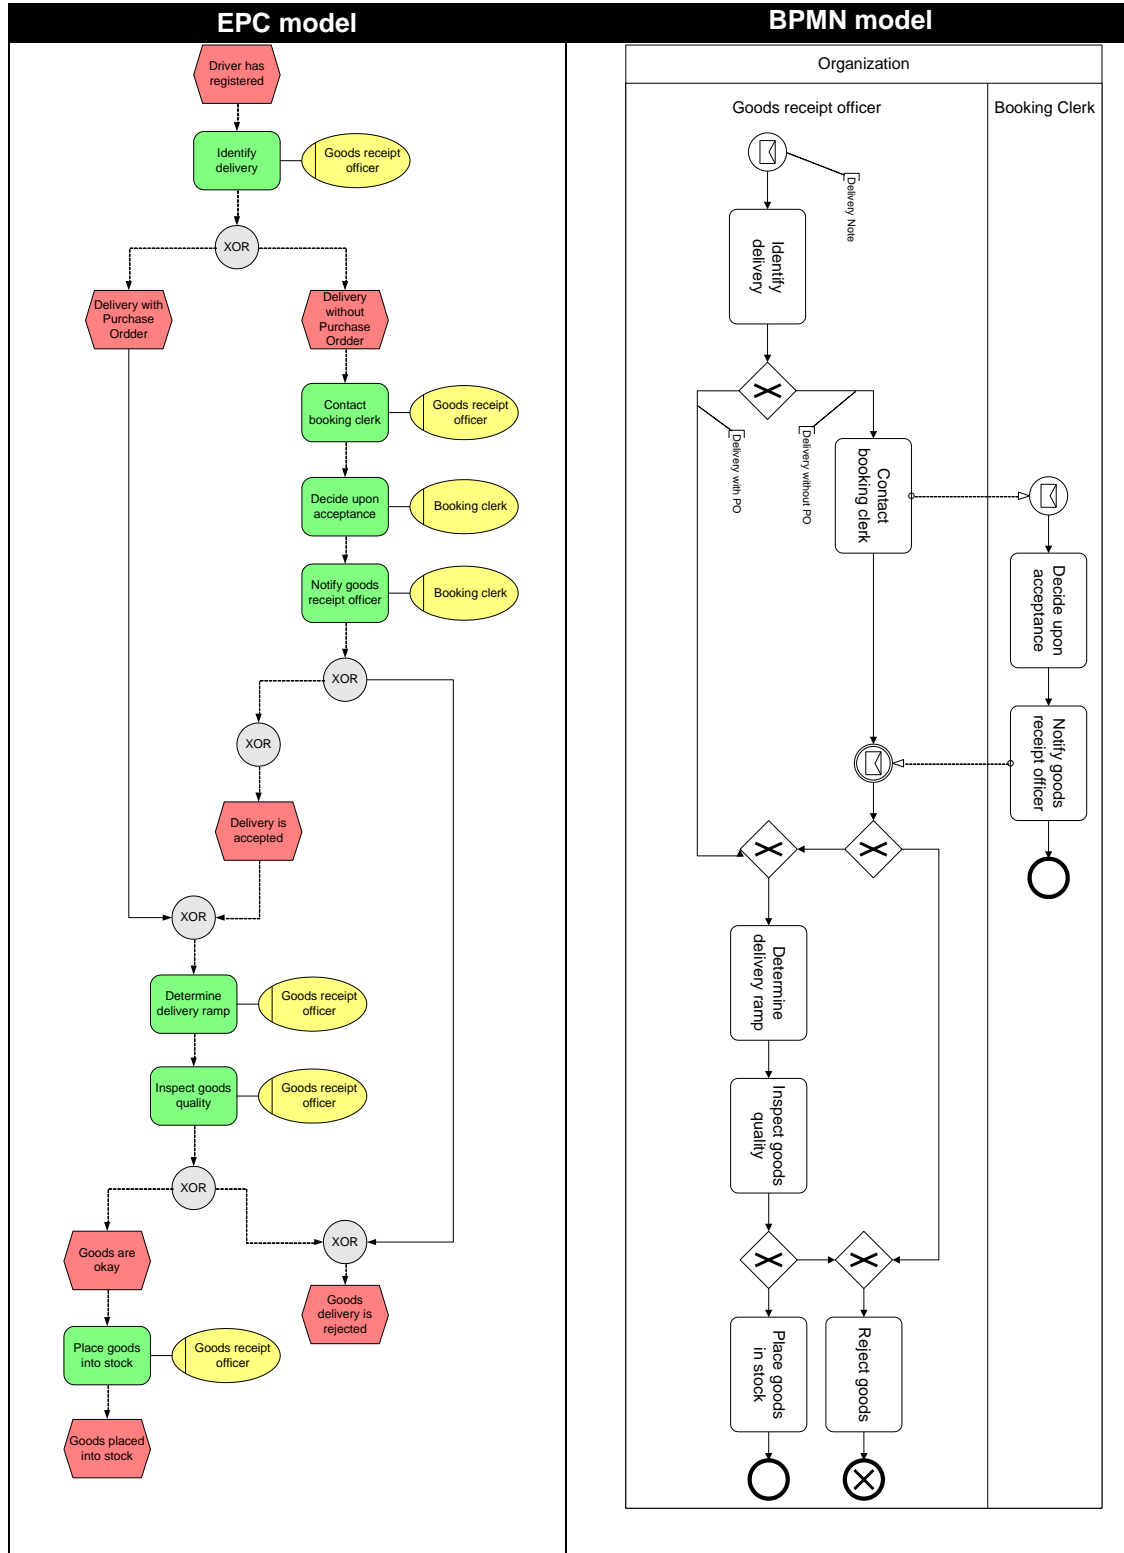 EPC model
Driver has
registered
Identify
delivery
Goods receipt
officer
XOR
Delivery with
Purchase
Ordder
Delivery
without
Purchase
Ordder
Contact
booking clerk
Goods receipt
officer
Decide upon
acceptance
Booking clerk
Notify goods
receipt officer
Booking clerk
XOR
XOR
Delivery is
accepted
XOR
Determine
delivery ramp
Goods receipt
officer
Inspect goods
quality
Goods receipt
officer
XOR
XOR
Goods are
okay
Goods
delivery is
rejected
Place goods
into stock
Goods receipt
officer
Goods placed
into stock
BPMN model
Organization
Goods receipt officer
Booking Clerk
Delivery Note
Identify
delivery
Delivery with PO
Delivery without PO
Contact
booking clerk
Decide upon
acceptance
Notify goods
receipt officer
Determine
delivery ramp
Inspect goods
quality
Place goods
in stock
Reject goods